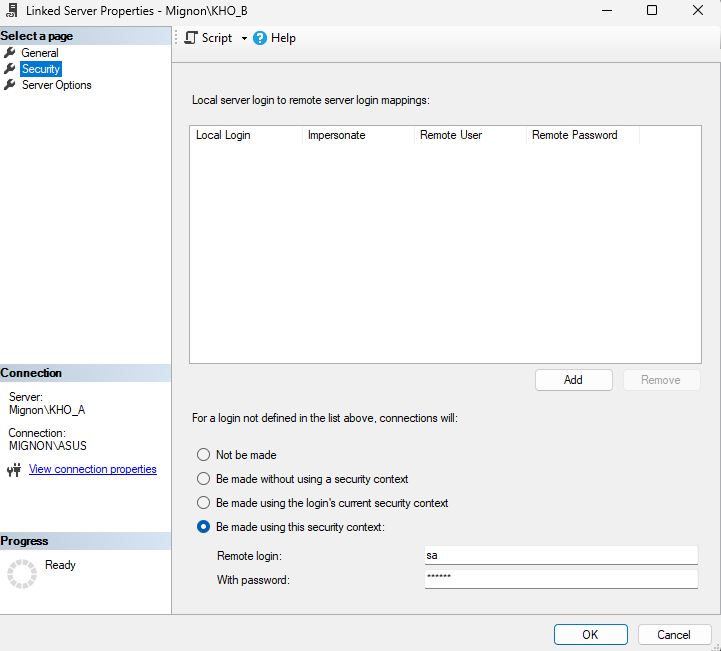 Linked Server Properties - Mignon\KHO_B
Select a page
General
Security
Server Options
Script
Help
Local server login to remote server login mappings:
Local Login Impersonate Remote User Remote Password
Add Remove
For a login not defined in the list above, connections will:
Not be made
Be made without using a security context
Be made using the login's current security context
Be made using this security context:
Remote login: sa
With password: ******
Connection
Server:
Mignon\KHO_A
Connection:
MIGNON\ASUS
View connection properties
Progress
Ready
OK Cancel